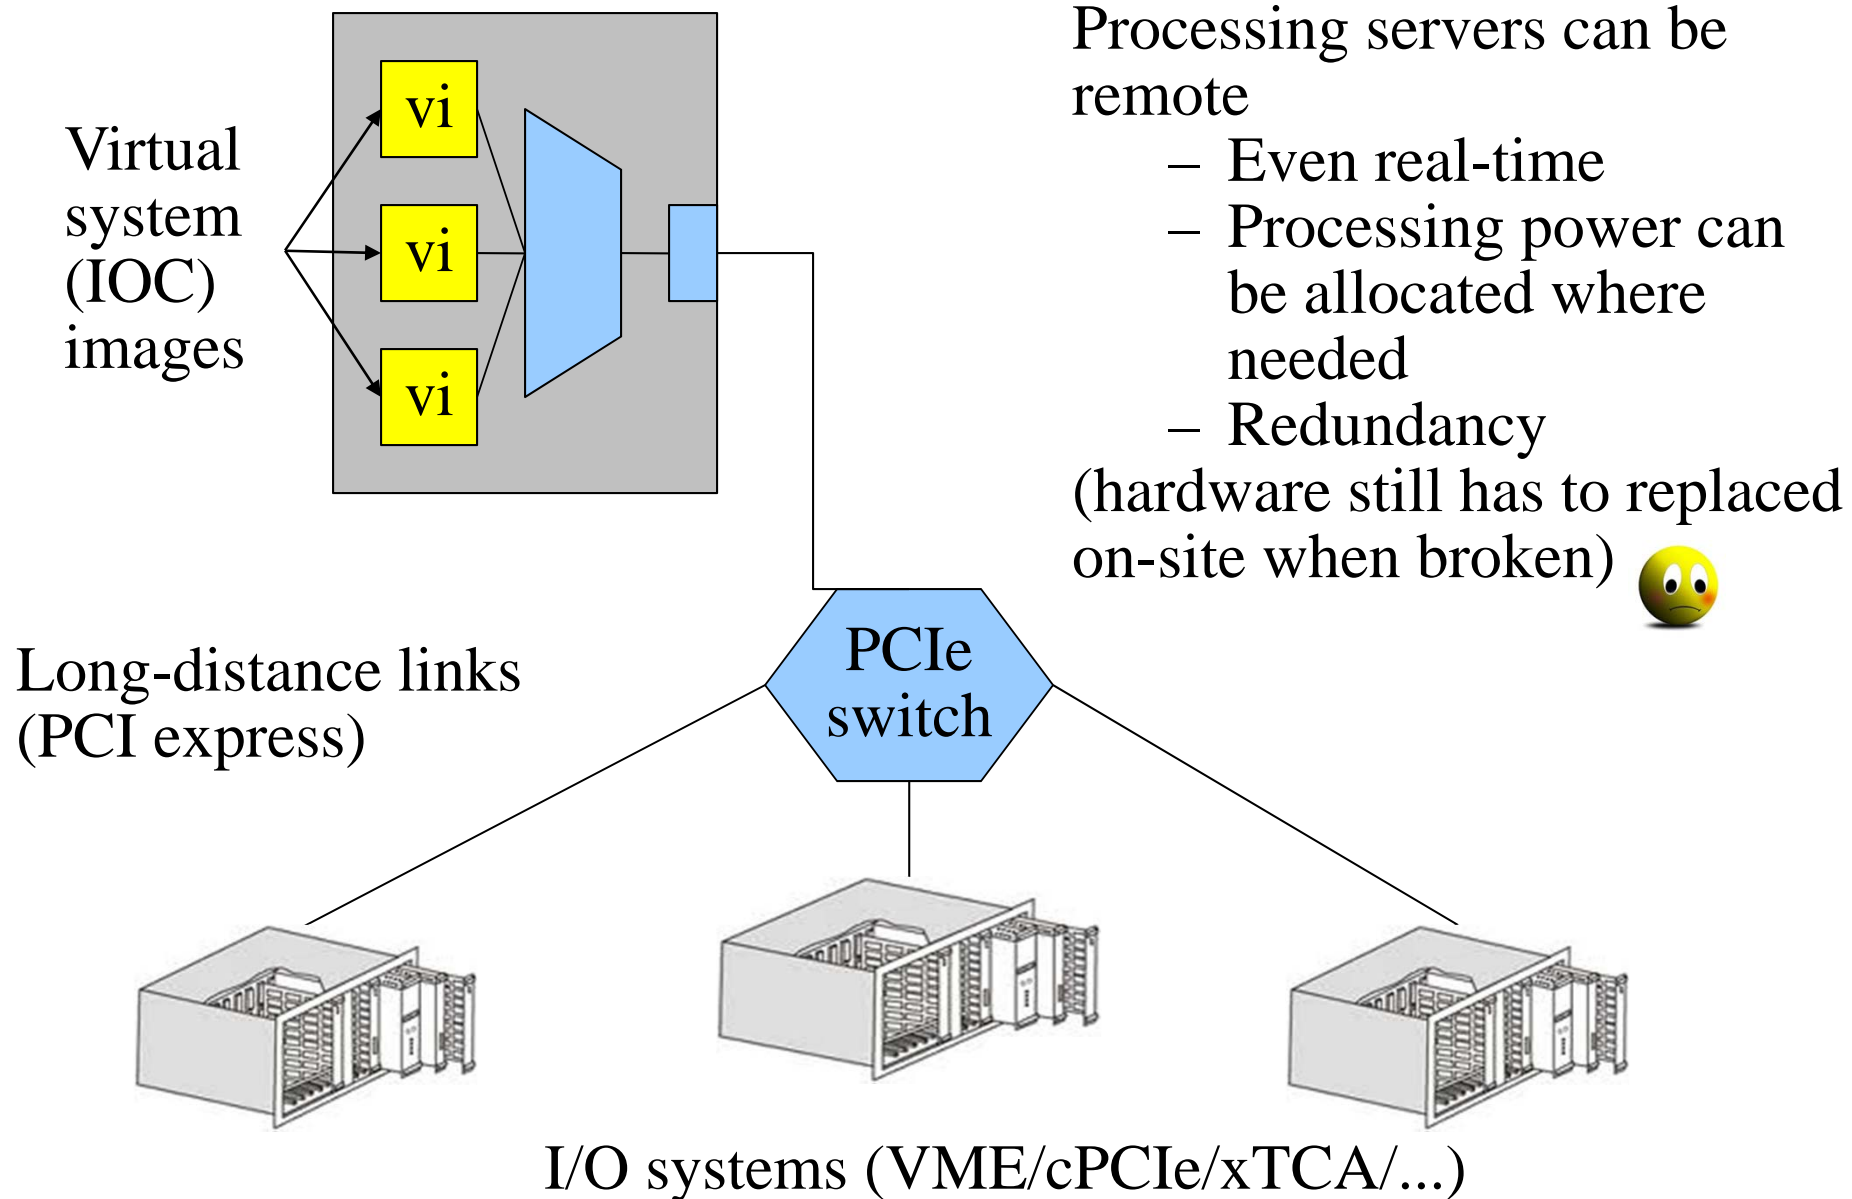 Virtual
system
(IOC)
images
vi
vi
vi
Processing servers can be
remote
– Even real-time
– Processing power can
be allocated where
needed
– Redundancy
(hardware still has to replaced
on-site when broken)
Long-distance links
(PCI express)
PCIe
switch
I/O systems (VME/cPCIe/xTCA/...)